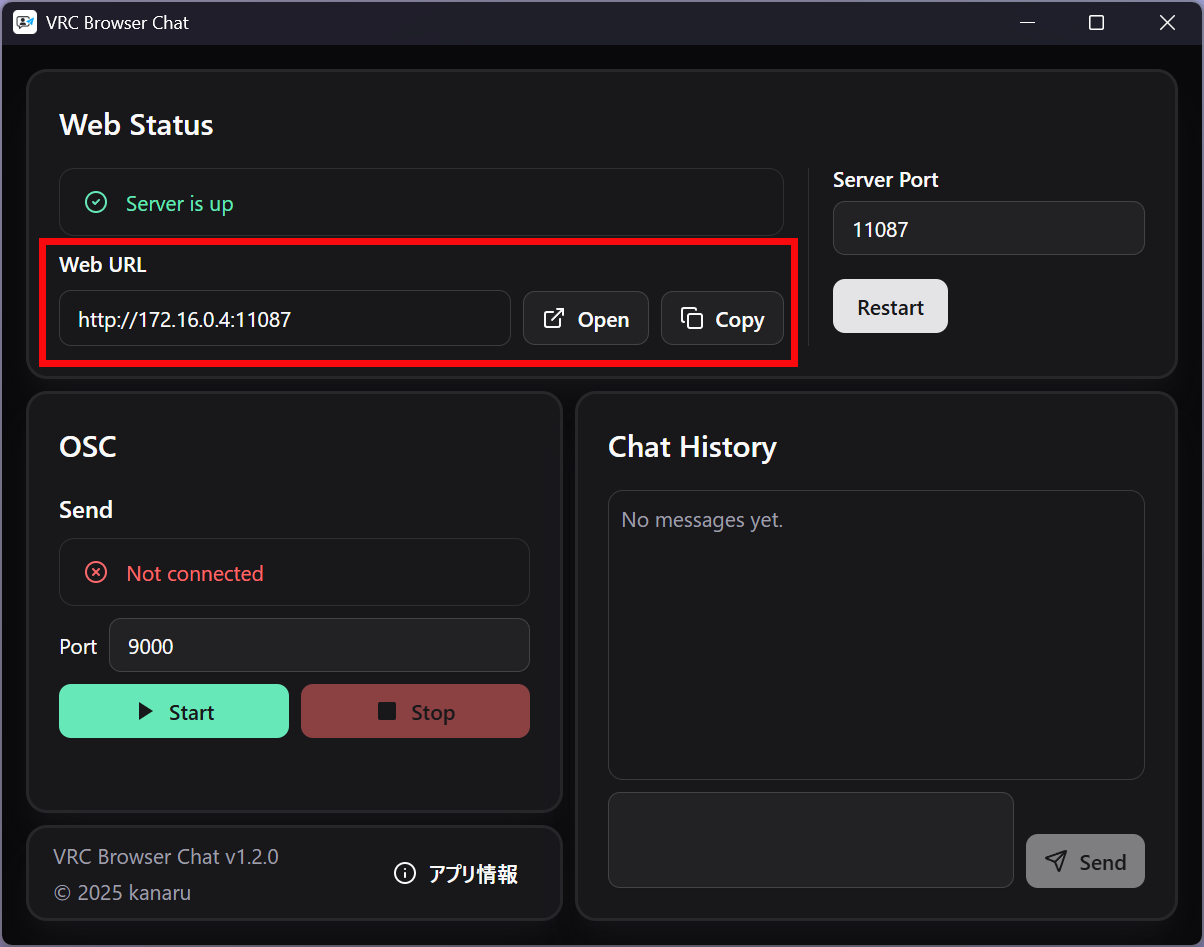 VRC Browser Chat
Web Status
Server is up
Web URL
http://172.16.0.4:11087
Open
Copy
Server Port
11087
Restart
OSC
Send
Not connected
Port
9000
Start
Stop
VRC Browser Chat v1.2.0
© 2025 kanaru
アプリ情報
Chat History
No messages yet.
Send